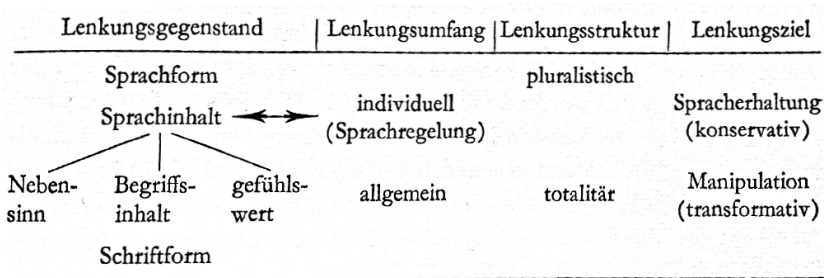 Lenkungsgegenstand | Lenkungsumfang | Lenkungsstruktur | Lenkungsziel
Sprachform pluralistisch
Sprachinhalt individuell Spracherhaltung
(Sprachregelung) (konservativ)
Neben- Begriffs- gefühls- allgemein totalitär Manipulation
sinn inhalt wert (transformativ)
Schriftform